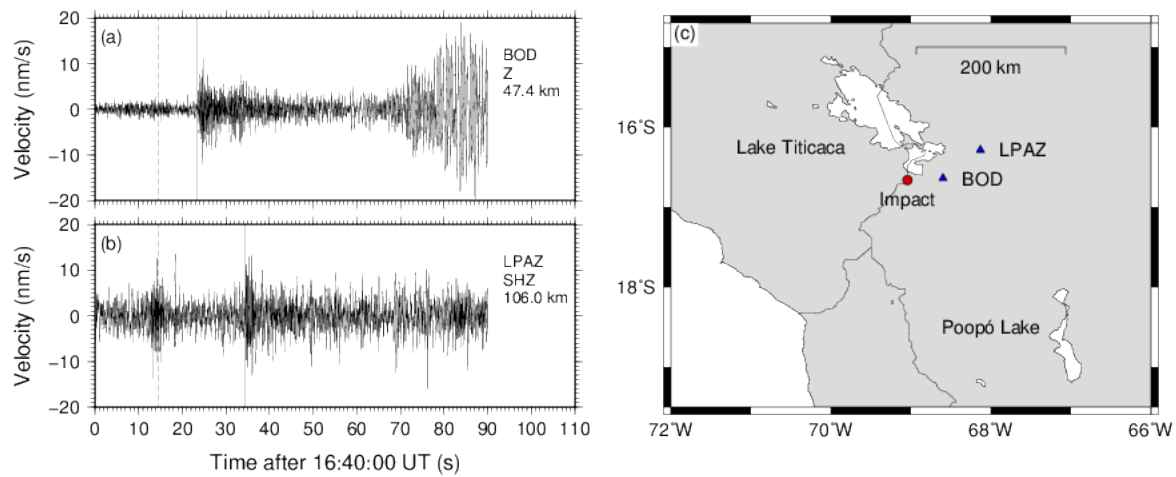 20
10
0
−10
−20
Velocity (nm/s)
(a)
BOD
Z
47.4 km
20
10
0
−10
−20
Velocity (nm/s)
(b)
LPAZ
SHZ
106.0 km
0 10 20 30 40 50 60 70 80 90 100 110
Time after 16:40:00 UT (s)
(c)
200 km
16°S
18°S
Lake Titicaca
LPAZ
BOD
Impact
Poopó Lake
72°W 70°W 68°W 66°W